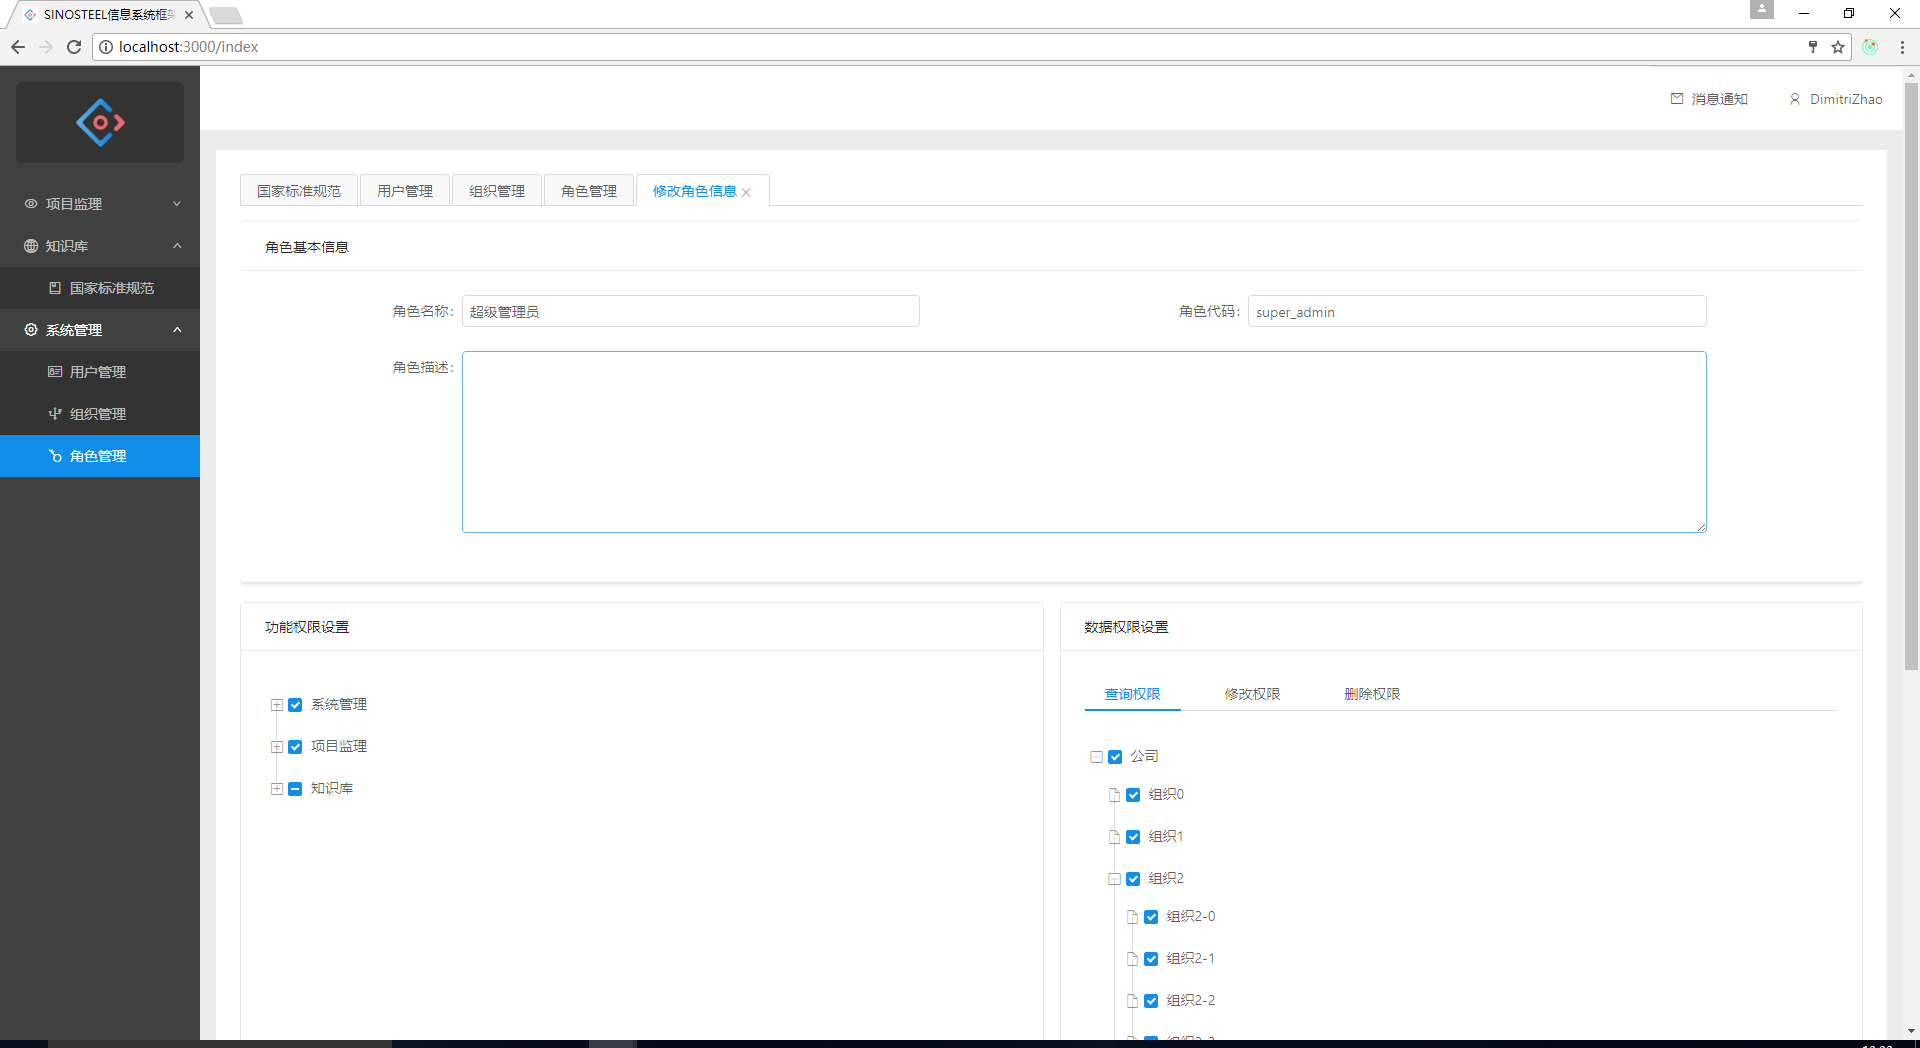 SINOSTEEL信息系统框架
localhost:3000/index
消息通知
DimitriZhao
项目监理
知识库
国家标准规范
系统管理
用户管理
组织管理
角色管理
国家标准规范
用户管理
组织管理
角色管理
修改角色信息
角色基本信息
角色名称:
超级管理员
角色代码:
super_admin
角色描述:
功能权限设置
系统管理
项目监理
知识库
数据权限设置
查询权限
修改权限
删除权限
公司
组织0
组织1
组织2
组织2-0
组织2-1
组织2-2